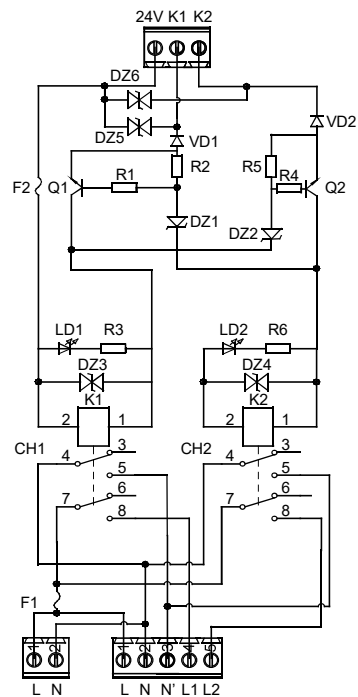 24V K1 K2
DZ6
DZ5
VD1
VD2
R2
R5
F2
Q1
R1
R4
Q2
DZ1
DZ2
LD1
R3
LD2
R6
DZ3
DZ4
K1
K2
2
1
2
1
CH1
4
3
CH2
4
3
5
5
7
6
7
6
8
8
F1
1
2
1
2
3
4
5
L N
L N N' L1 L2